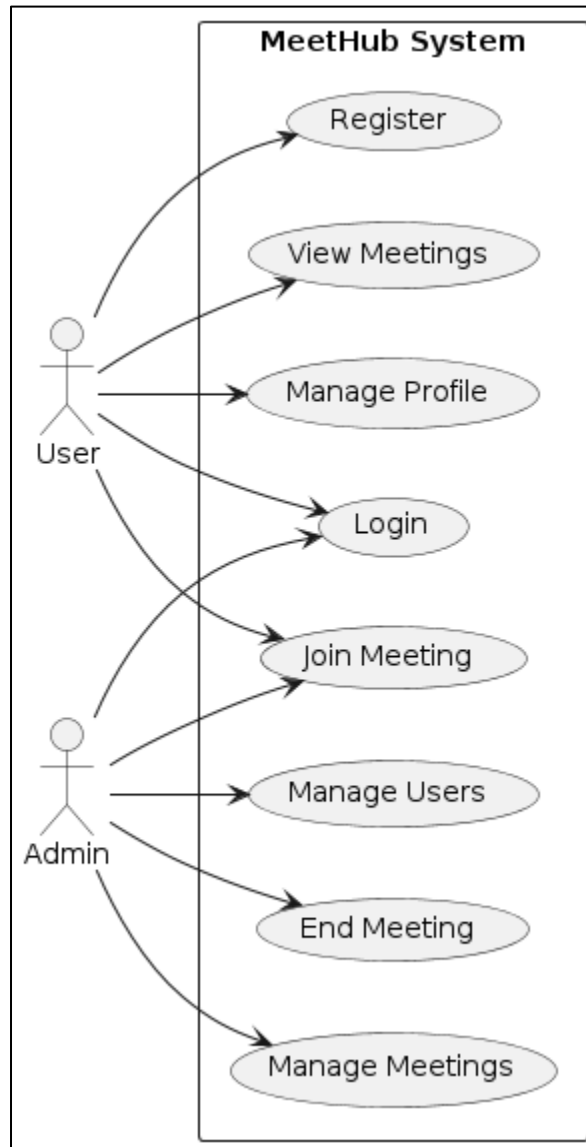 MeetHub System
Register
View Meetings
Manage Profile
User
Login
Join Meeting
Manage Users
Admin
End Meeting
Manage Meetings